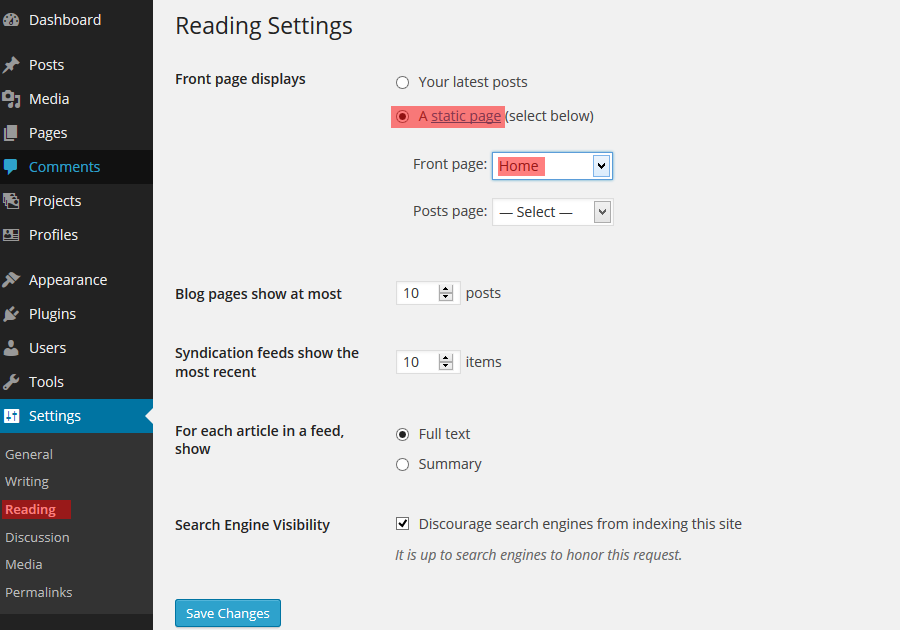 Dashboard
Posts
Media
Pages
Comments
Projects
Profiles
Appearance
Plugins
Users
Tools
Settings
General
Writing
Reading
Discussion
Media
Permalinks
Reading Settings
Front page displays
Your latest posts
A static page (select below)
Front page: Home
Posts page: — Select —
Blog pages show at most
10 posts
Syndication feeds show the
most recent
10 items
For each article in a feed,
show
Full text
Summary
Search Engine Visibility
Discourage search engines from indexing this site
It is up to search engines to honor this request.
Save Changes